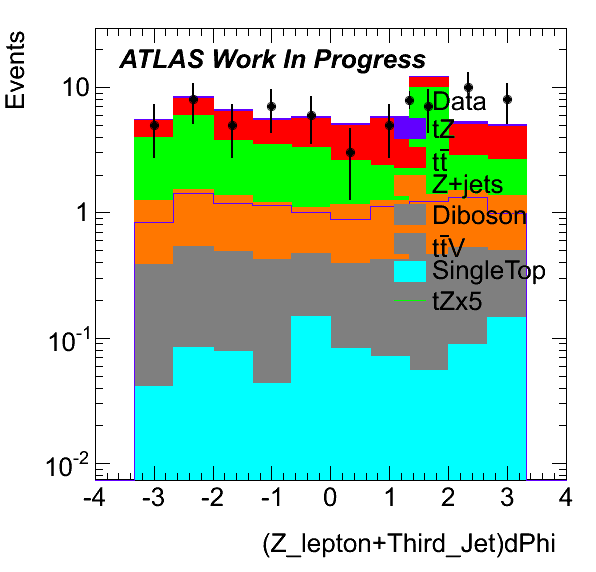 Events
ATLAS Work In Progress
10
1
10⁻¹
10⁻²
Data
tZ
tt̄
Z+jets
Diboson
tt̄V
SingleTop
tZx5
-4 -3 -2 -1 0 1 2 3 4
(Z_lepton+Third_Jet)dPhi